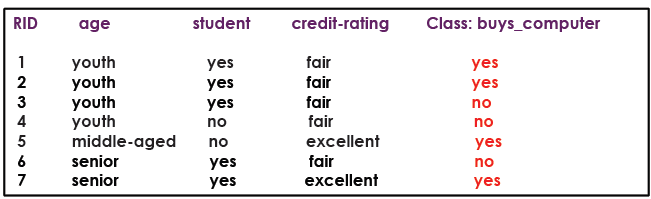 RID age student credit-rating Class: buys_computer
1 youth yes fair yes
2 youth yes fair yes
3 youth yes fair no
4 youth no fair no
5 middle-aged no excellent yes
6 senior yes fair no
7 senior yes excellent yes